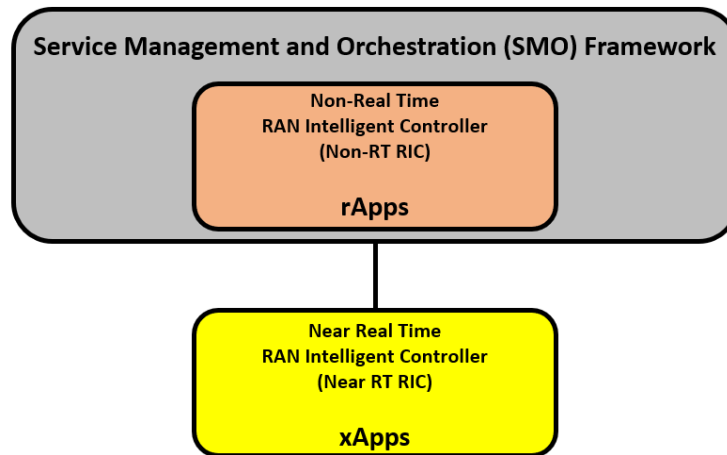 Service Management and Orchestration (SMO) Framework
Non-Real Time
RAN Intelligent Controller
(Non-RT RIC)
rApps
Near Real Time
RAN Intelligent Controller
(Near RT RIC)
xApps